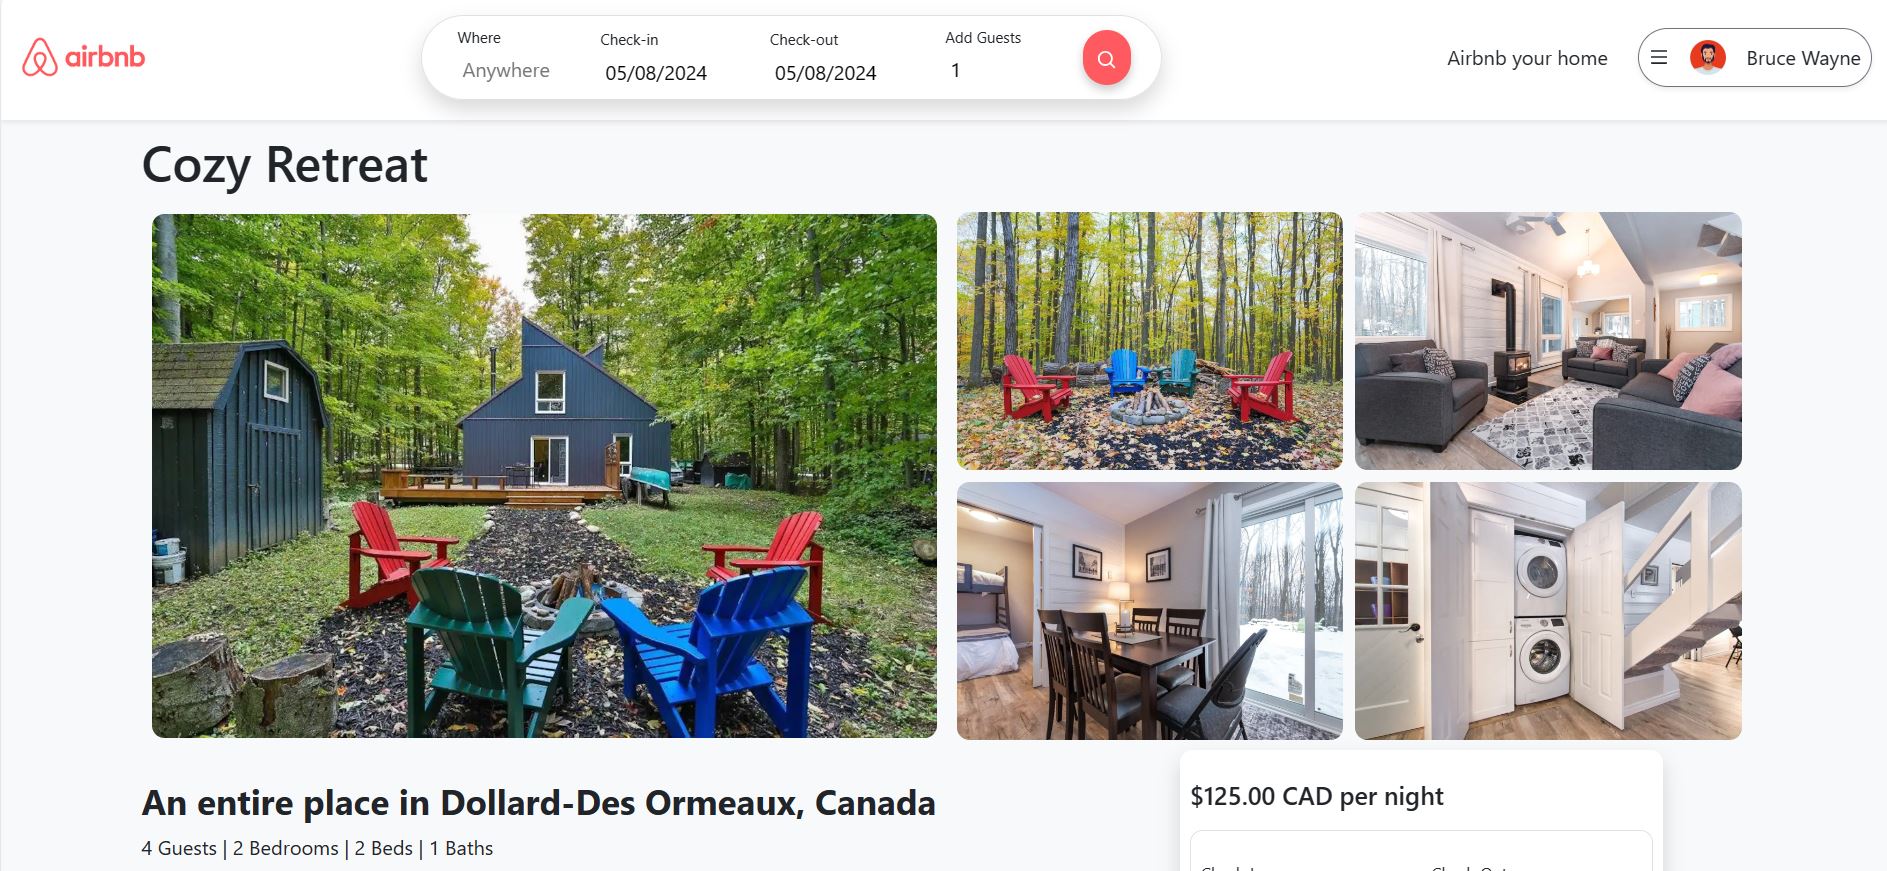 airbnb
Where
Anywhere
Check-in
05/08/2024
Check-out
05/08/2024
Add Guests
1
Airbnb your home
Bruce Wayne
Cozy Retreat
An entire place in Dollard-Des Ormeaux, Canada
4 Guests | 2 Bedrooms | 2 Beds | 1 Baths
$125.00 CAD per night